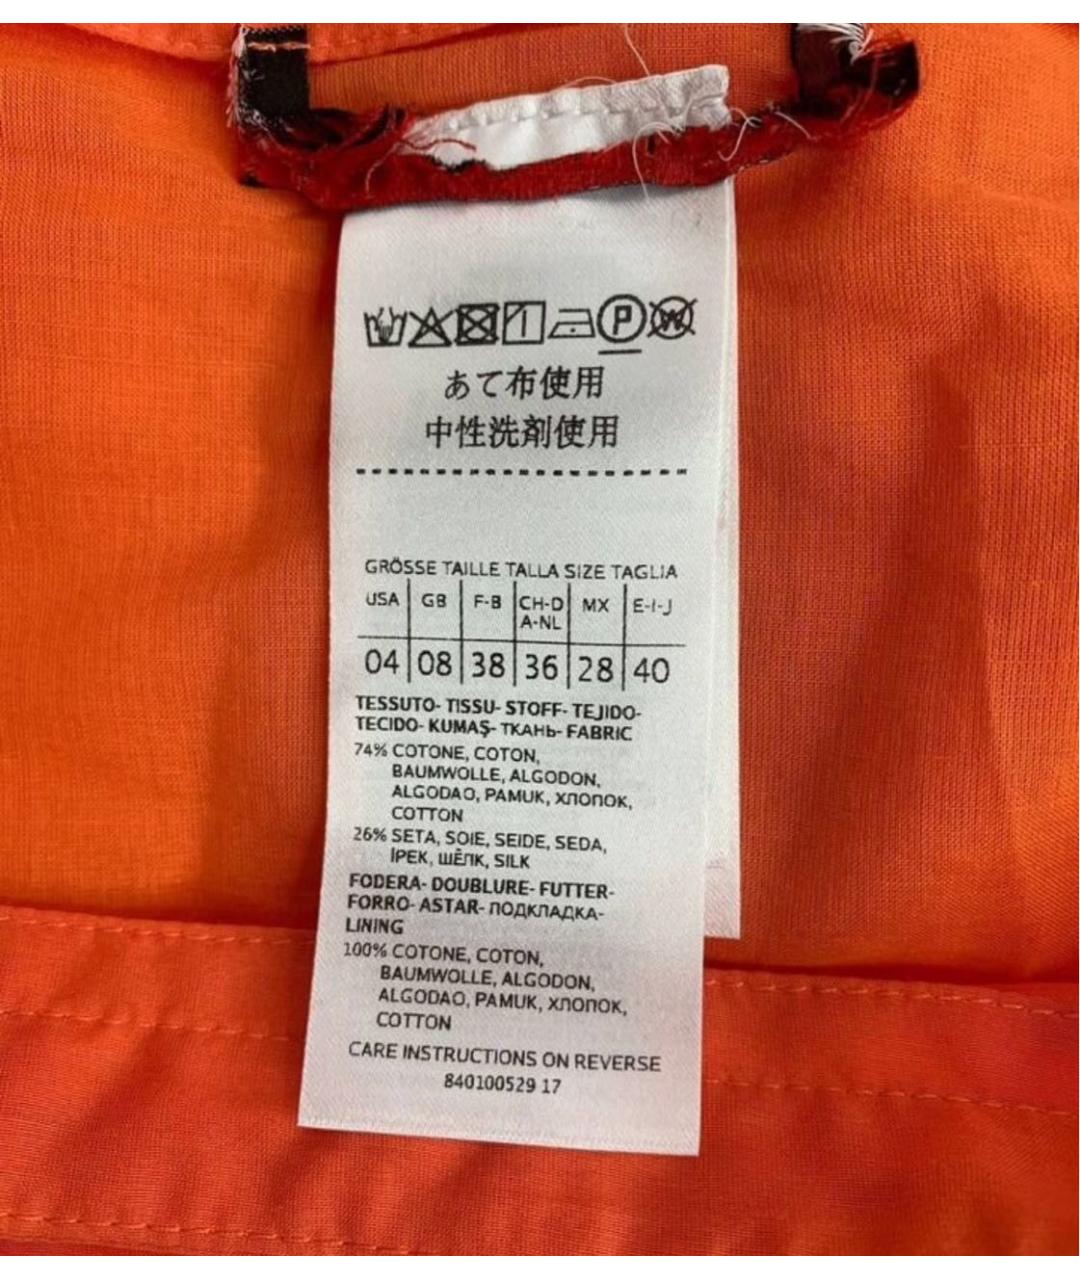 P W
あて布使用
中性洗剤使用
GRÖSSE TAILLE TALLA SIZE TAGLIA
USA GB F-B CH-D A-NL MX E-I-J
04 08 38 36 28 40
TESSUTO- TISSU- STOFF- TEJIDO-
TECIDO- KUMAŞ- ТКАНЬ- FABRIC
74% COTONE, COTON,
BAUMWOLLE, ALGODON,
ALGODAO, PAMUK, ХЛОПОК,
COTTON
26% SETA, SOIE, SEIDE, SEDA,
İPEK, ШЁЛК, SILK
FODERA- DOUBLURE- FUTTER-
FORRO- ASTAR- ПОДКЛАДКА-
LINING
100% COTONE, COTON,
BAUMWOLLE, ALGODON,
ALGODAO, PAMUK, ХЛОПОК,
COTTON
CARE INSTRUCTIONS ON REVERSE
840100529 17